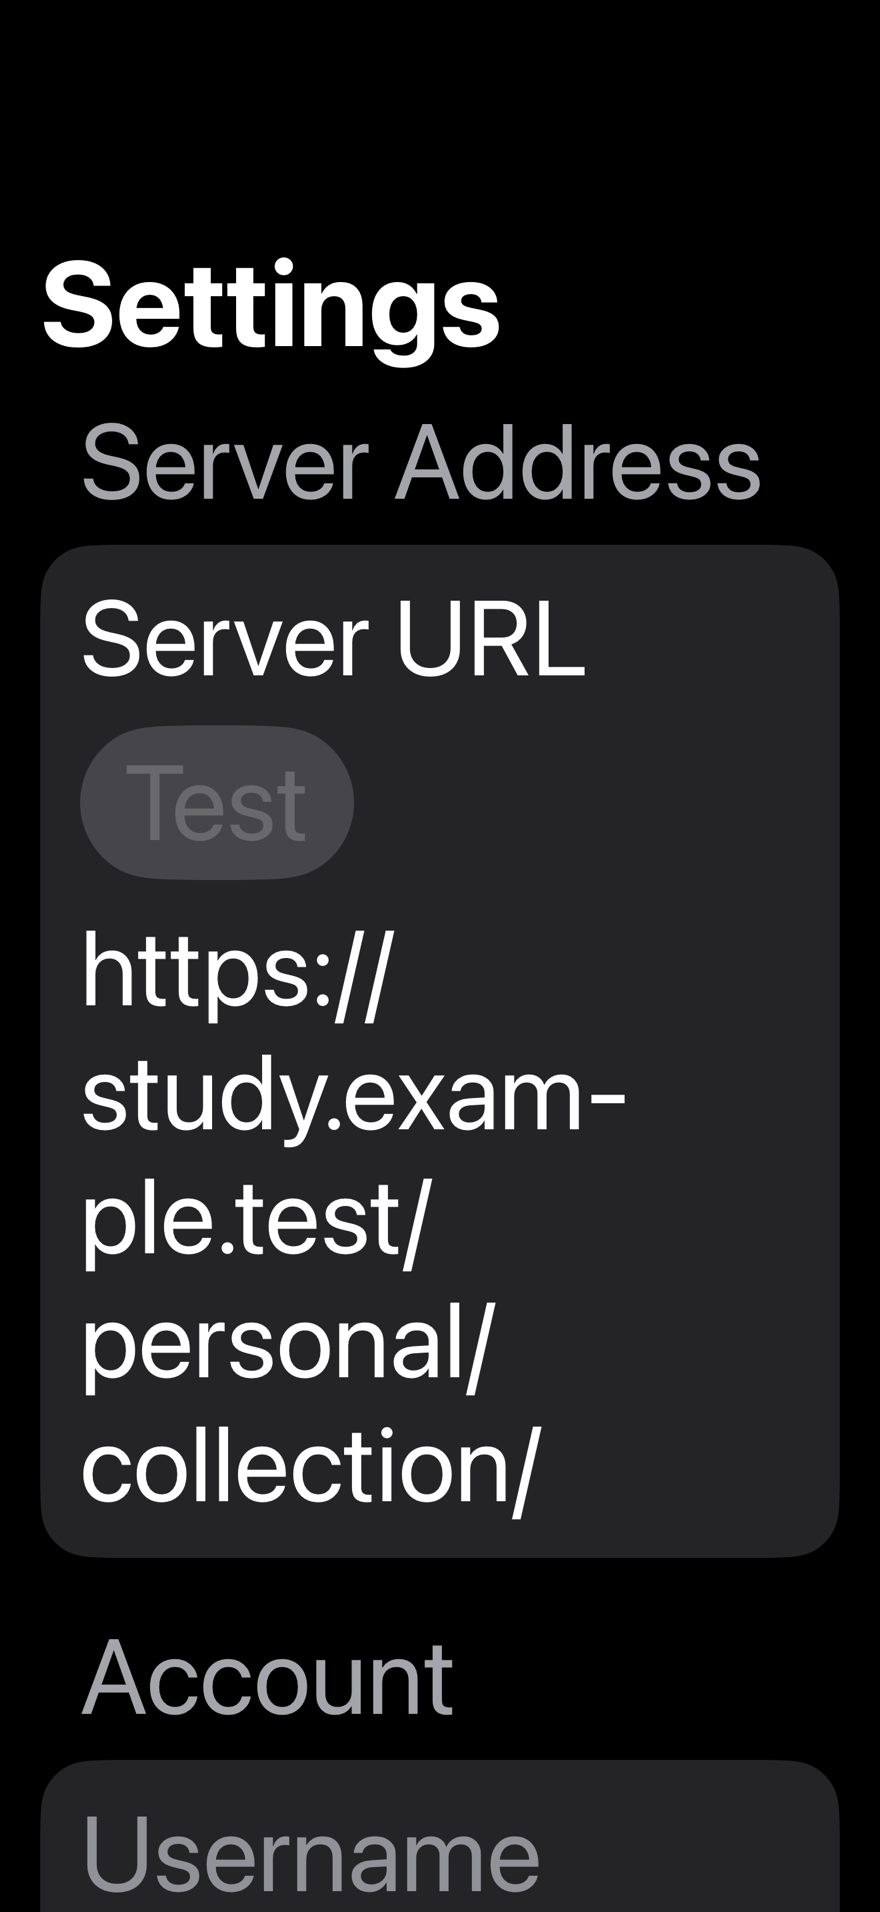 Settings
Server Address
Server URL
Test
https://
study.exam-
ple.test/
personal/
collection/
Account
Username